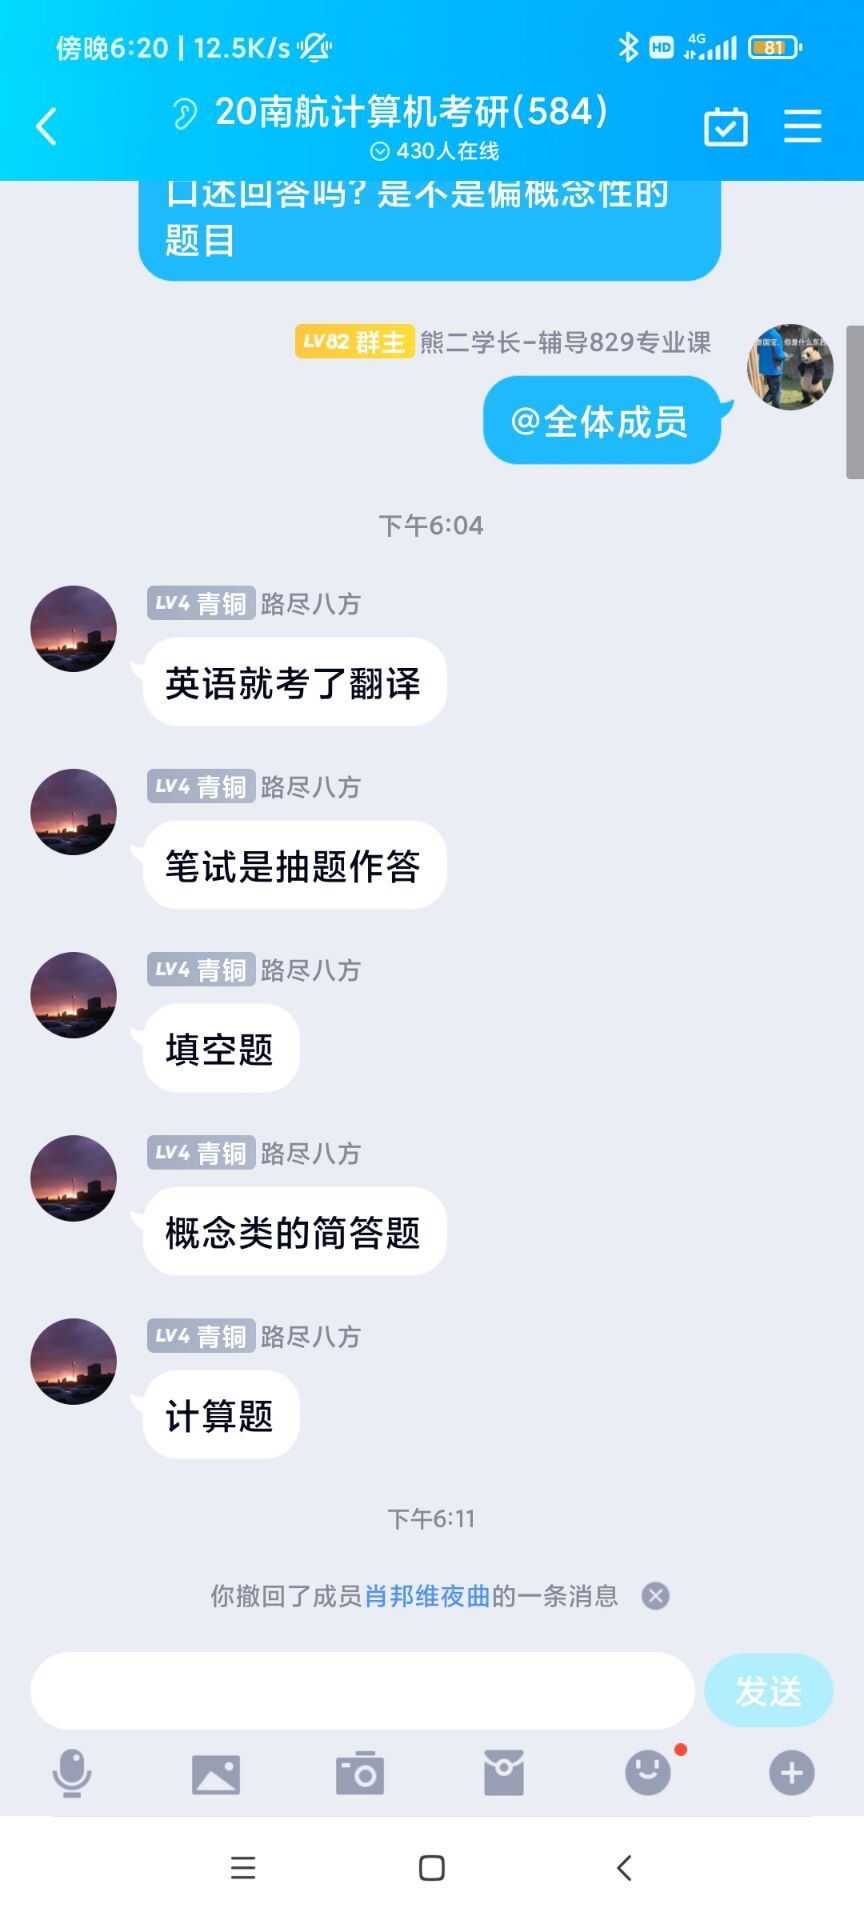 傍晚6:20 | 12.5K/s
HD 4G 81
20南航计算机考研(584)
430人在线
口述回答吗？是不是偏概念性的
题目
LV82 群主 熊二学长-辅导829专业课
@全体成员
下午6:04
LV4 青铜 路尽八方
英语就考了翻译
LV4 青铜 路尽八方
笔试是抽题作答
LV4 青铜 路尽八方
填空题
LV4 青铜 路尽八方
概念类的简答题
LV4 青铜 路尽八方
计算题
下午6:11
你撤回了成员肖邦维夜曲的一条消息
发送